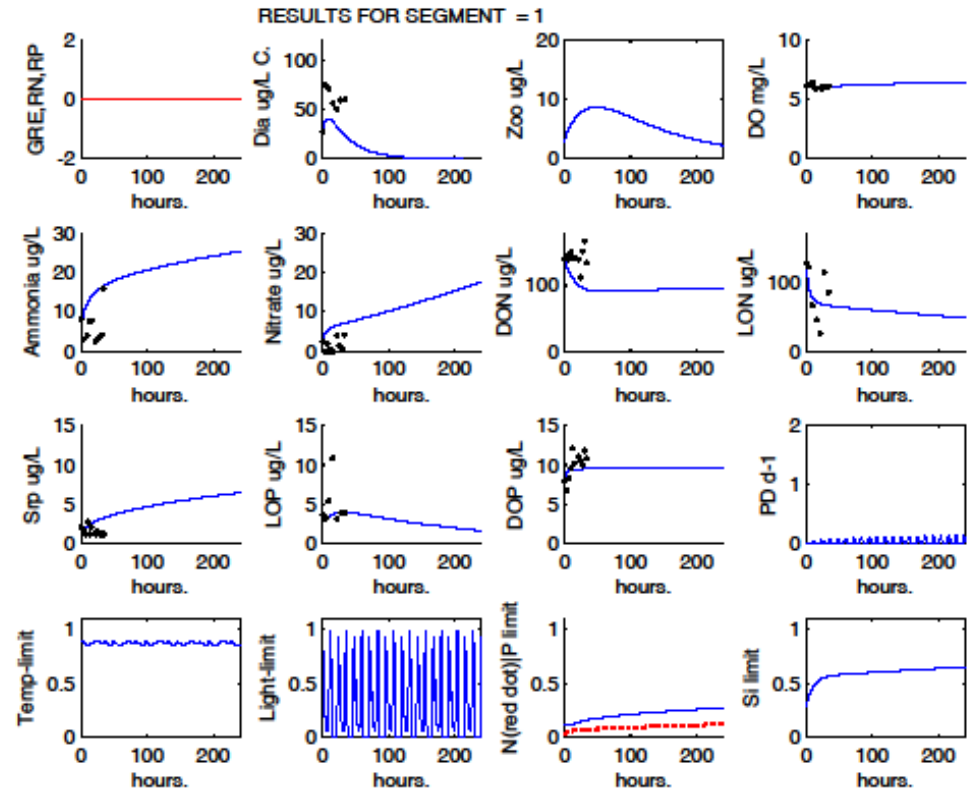 RESULTS FOR SEGMENT = 1
GRE,RN,RP
2
0
-2
0 100 200
hours.
Dia ug/L C.
100
50
0
0 100 200
hours.
Zoo ug/L
20
10
0
0 100 200
hours.
DO mg/L
10
5
0
0 100 200
hours.
Ammonia ug/L
30
20
10
0
0 100 200
hours.
Nitrate ug/L
30
20
10
0
0 100 200
hours.
DON ug/L
100
0
0 100 200
hours.
LON ug/L
100
0
0 100 200
hours.
Srp ug/L
15
10
5
0
0 100 200
hours.
LOP ug/L
15
10
5
0
0 100 200
hours.
DOP ug/L
15
10
5
0
0 100 200
hours.
PD d-1
2
1
0
0 100 200
hours.
Temp-limit
1
0.5
0
0 100 200
hours.
Light-limit
1
0.5
0
0 100 200
hours.
N(red dot)|P limit
1
0.5
0
0 100 200
hours.
Si limit
1
0.5
0
0 100 200
hours.